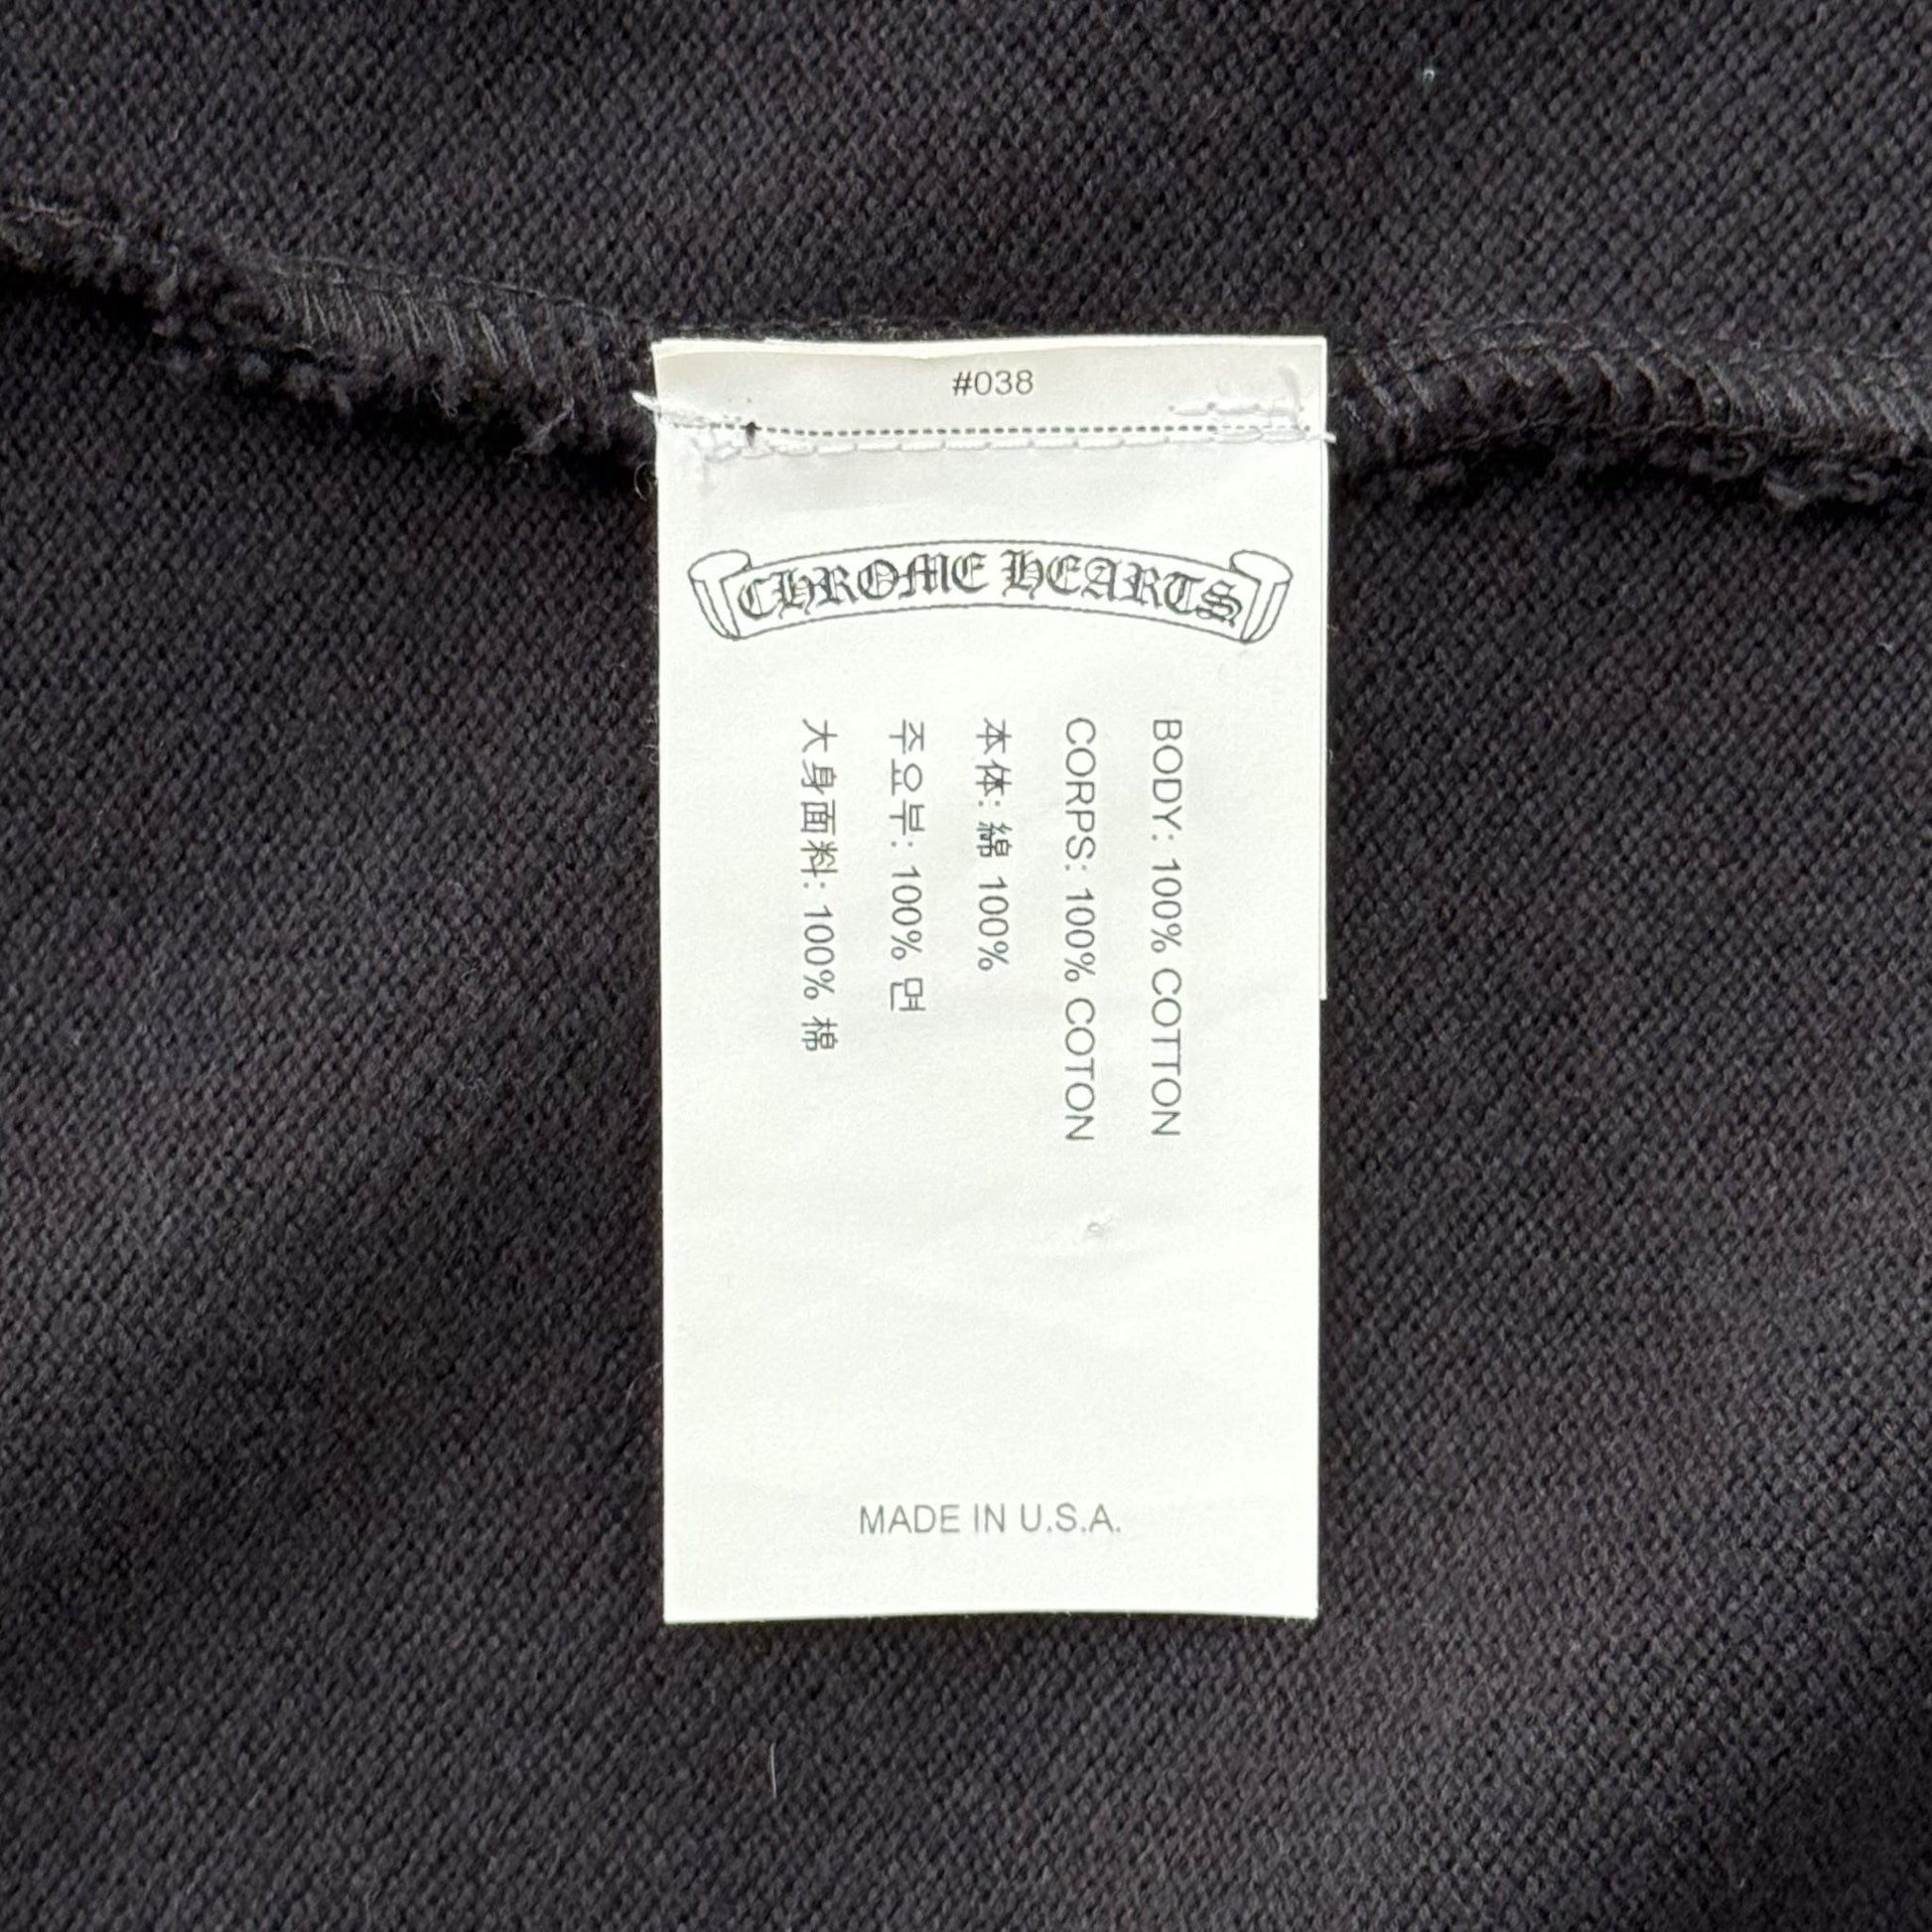 #038
CHROME HEARTS
BODY: 100% COTTON
CORPS: 100% COTON
本体: 綿 100%
주요부: 100% 면
大身面料: 100% 棉
MADE IN U.S.A.